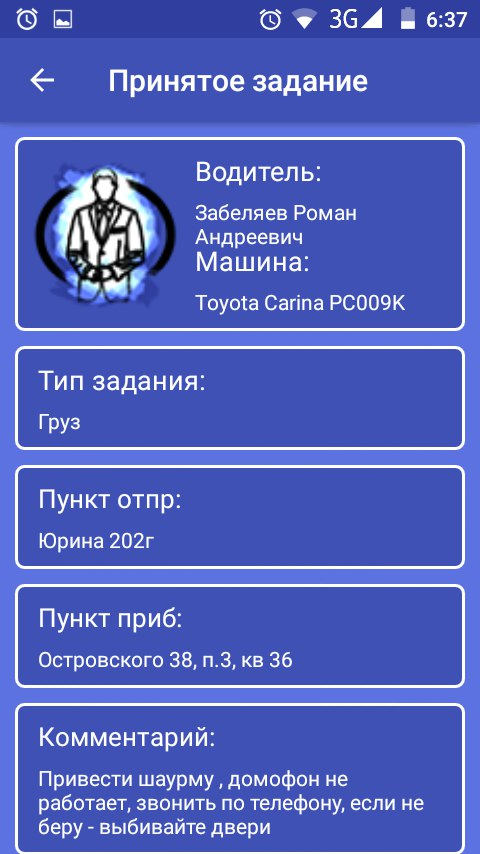 3G 6:37
Принятое задание
Водитель:
Забеляев Роман
Андреевич
Машина:
Toyota Carina РС009К
Тип задания:
Груз
Пункт отпр:
Юрина 202г
Пункт приб:
Островского 38, п.3, кв 36
Комментарий:
Привести шаурму , домофон не
работает, звонить по телефону, если не
беру - выбивайте двери